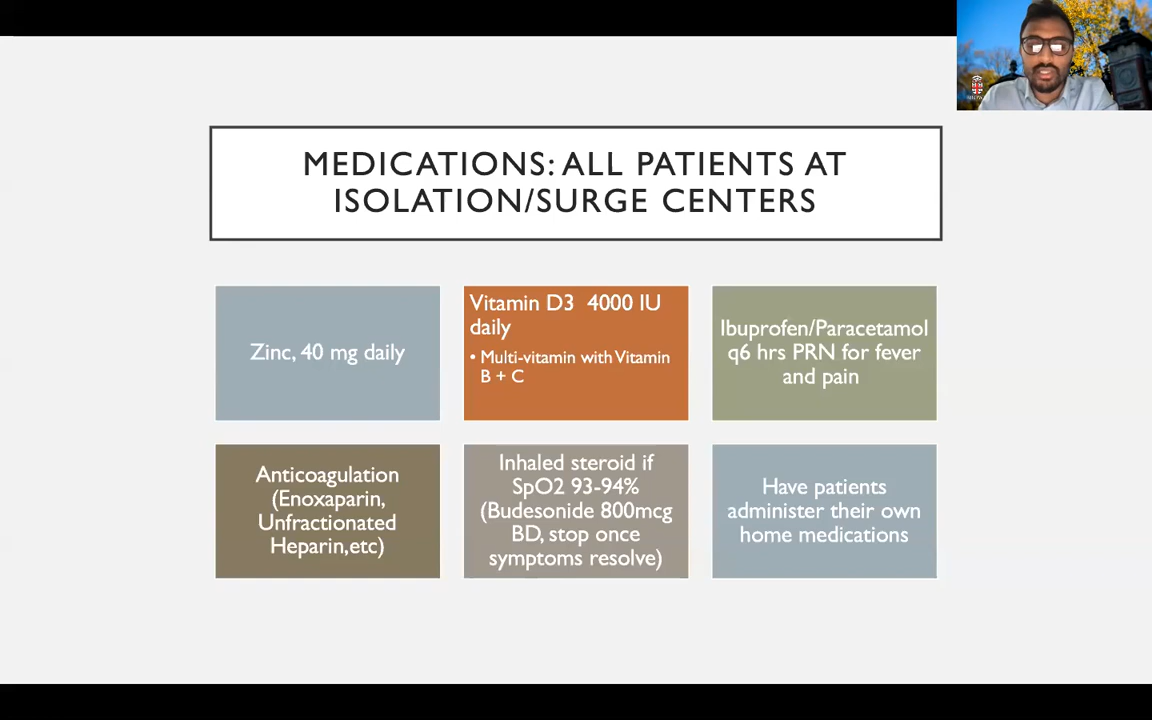 MEDICATIONS: ALL PATIENTS AT
ISOLATION/SURGE CENTERS
Zinc, 40 mg daily
Vitamin D3 4000 IU
daily
• Multi-vitamin with Vitamin
B + C
Ibuprofen/Paracetamol
q6 hrs PRN for fever
and pain
Anticoagulation
(Enoxaparin,
Unfractionated
Heparin,etc)
Inhaled steroid if
SpO2 93-94%
(Budesonide 800mcg
BD, stop once
symptoms resolve)
Have patients
administer their own
home medications